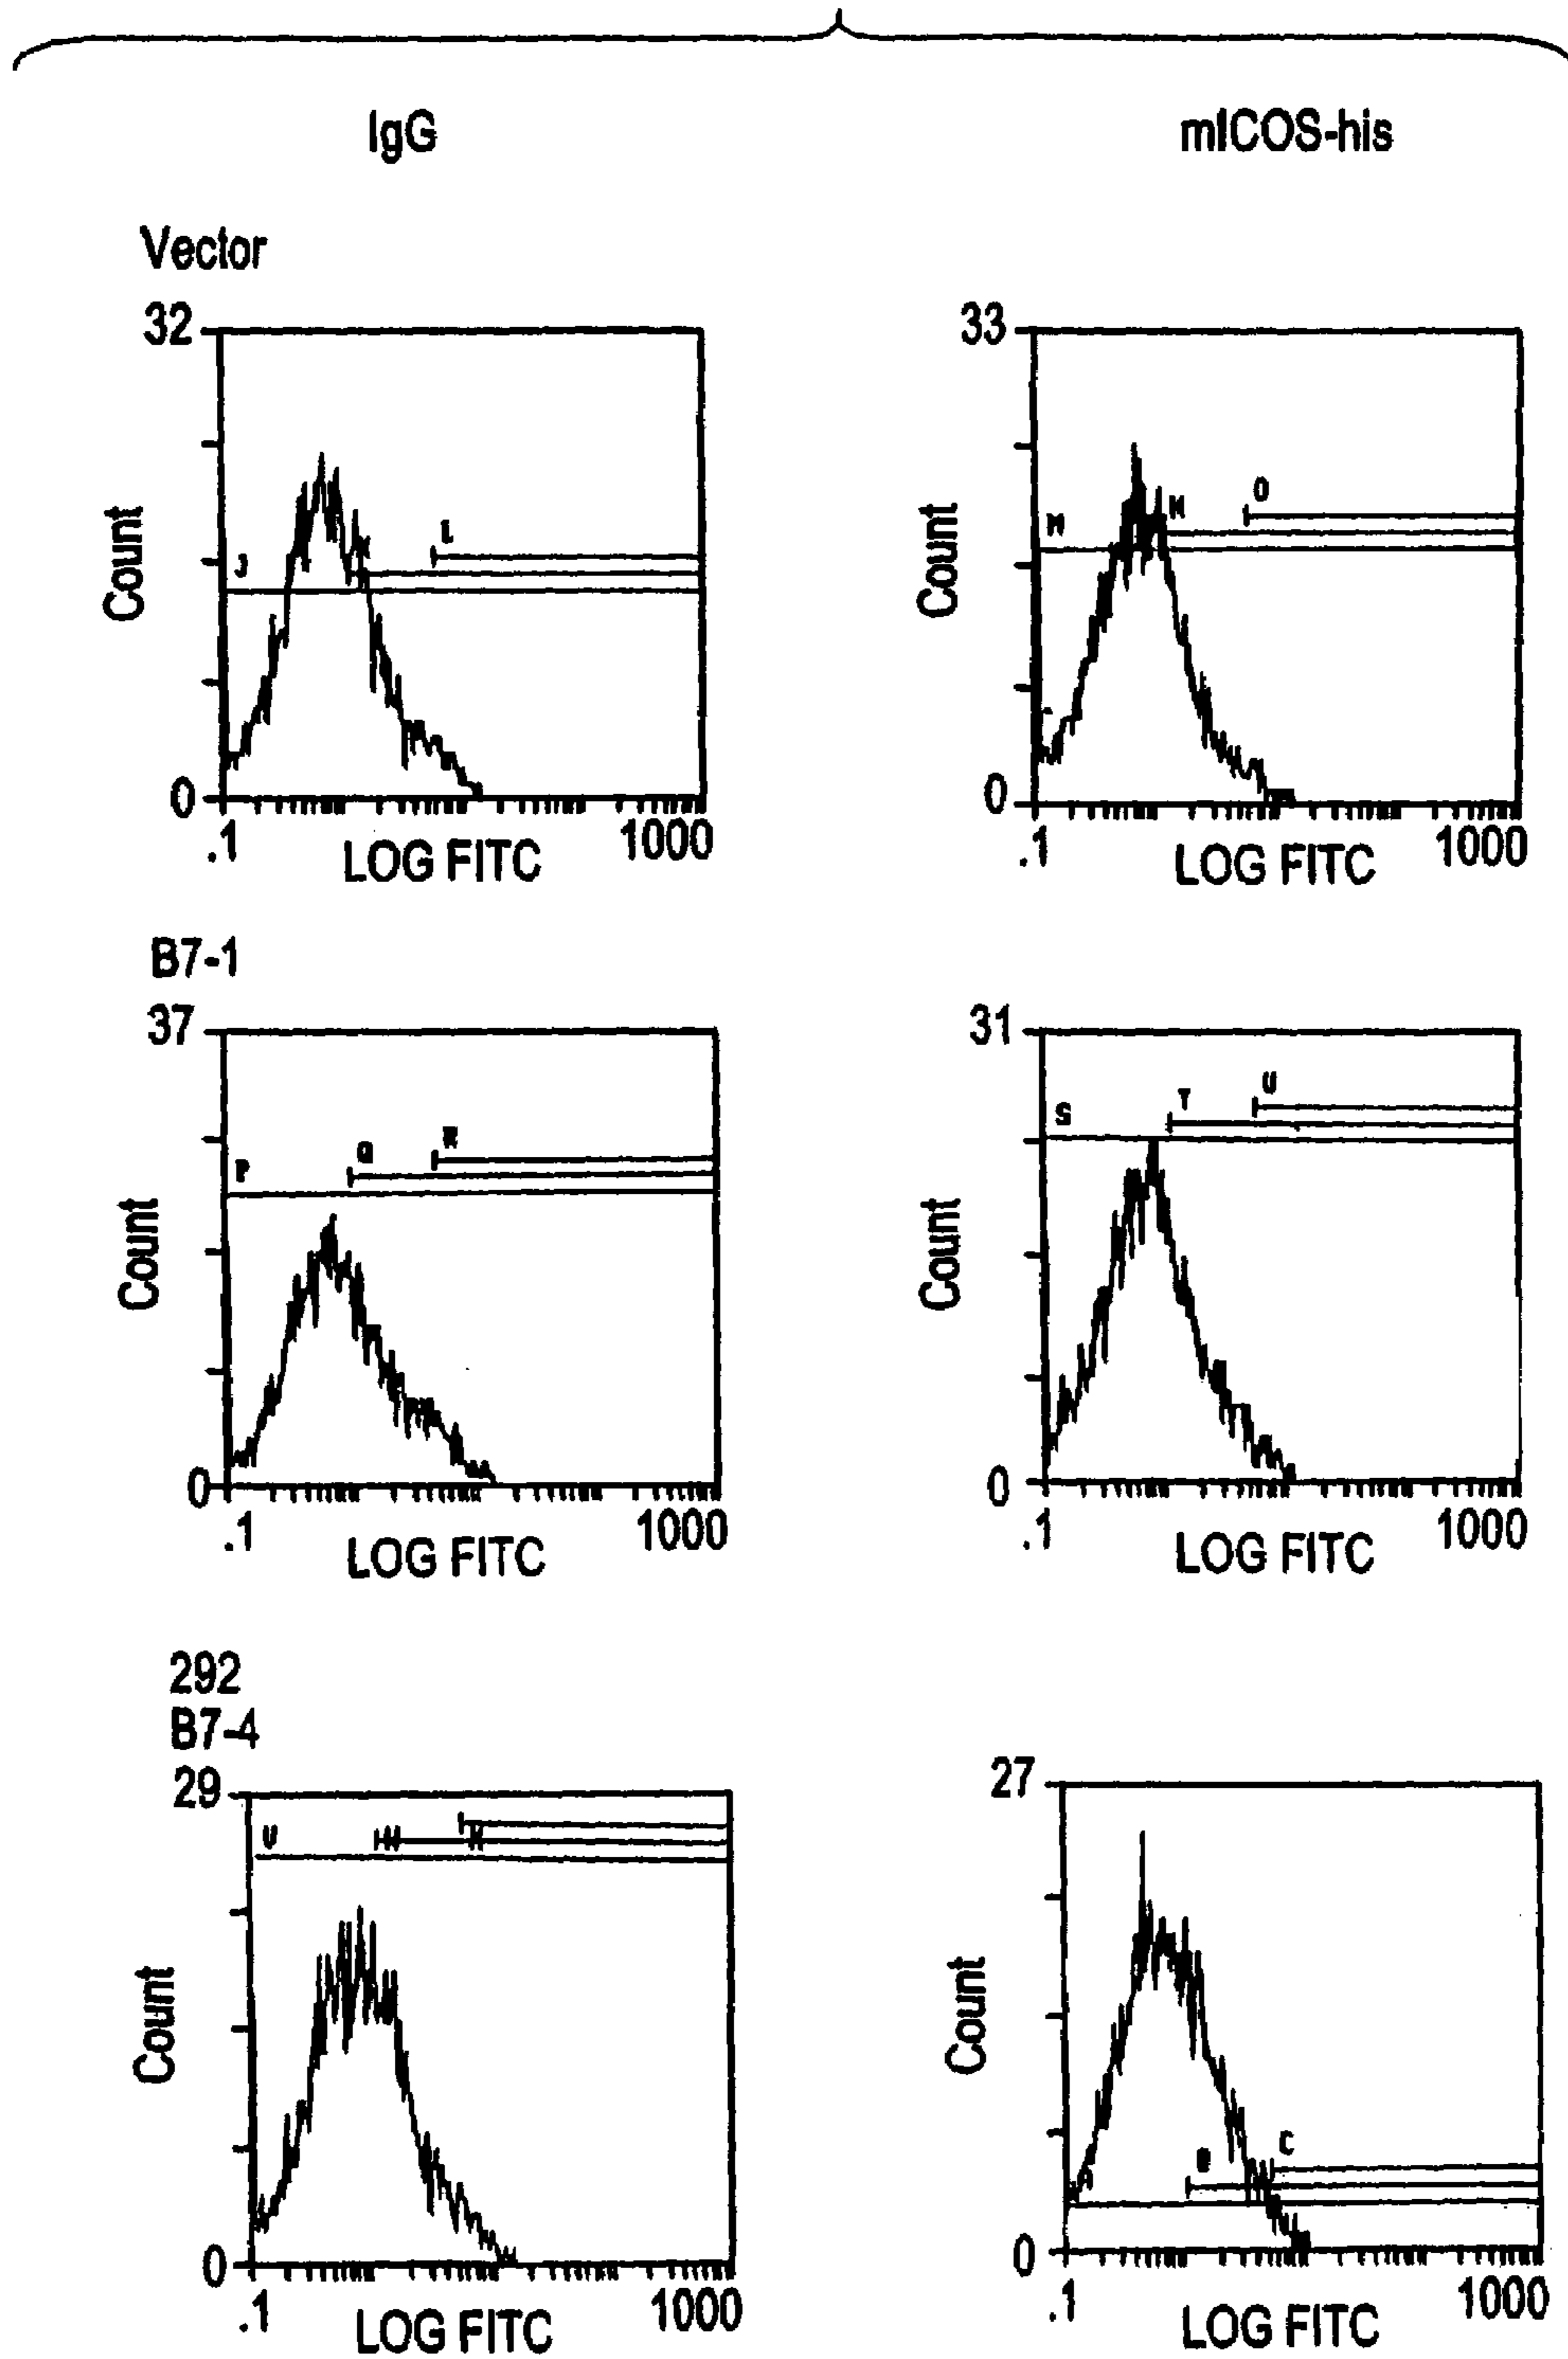 IgG
mICOS-his
Vector
32
Count
J
K
L
0
.1
1000
LOG FITC
33
Count
M
N
O
0
.1
1000
LOG FITC
B7-1
37
Count
P
Q
R
0
.1
1000
LOG FITC
31
Count
S
T
U
0
.1
1000
LOG FITC
292
B7-4
29
Count
0
.1
1000
LOG FITC
27
Count
B
C
0
.1
1000
LOG FITC